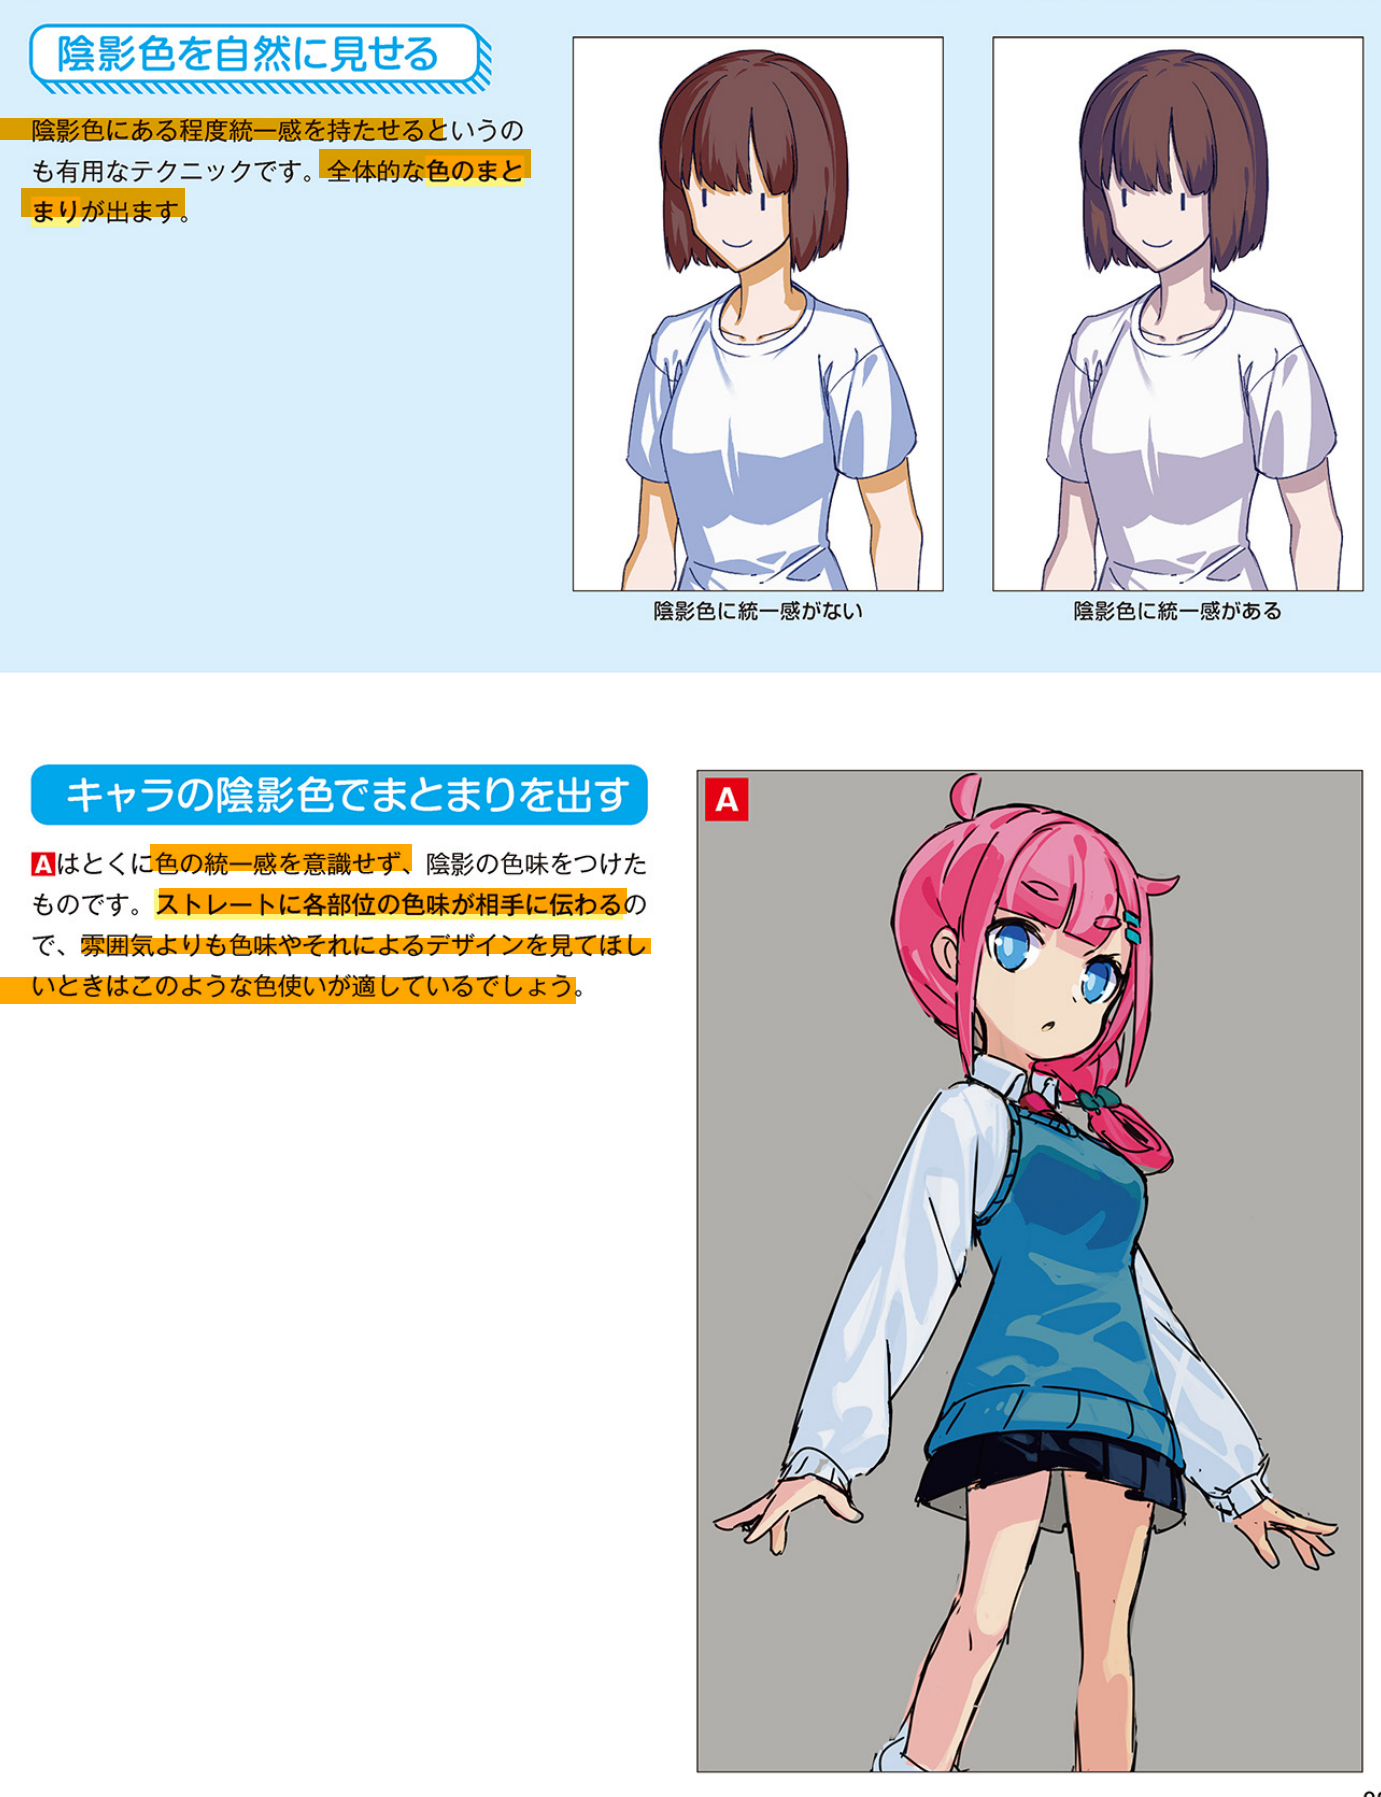 陰影色を自然に見せる
陰影色にある程度統一感を持たせるというの
も有用なテクニックです。全体的な色のまと
まりが出ます。
陰影色に統一感がない
陰影色に統一感がある
キャラの陰影色でまとまりを出す
Aはとくに色の統一感を意識せず、陰影の色味をつけた
ものです。ストレートに各部位の色味が相手に伝わるの
で、雰囲気よりも色味やそれによるデザインを見てほし
いときはこのような色使いが適しているでしょう。
A